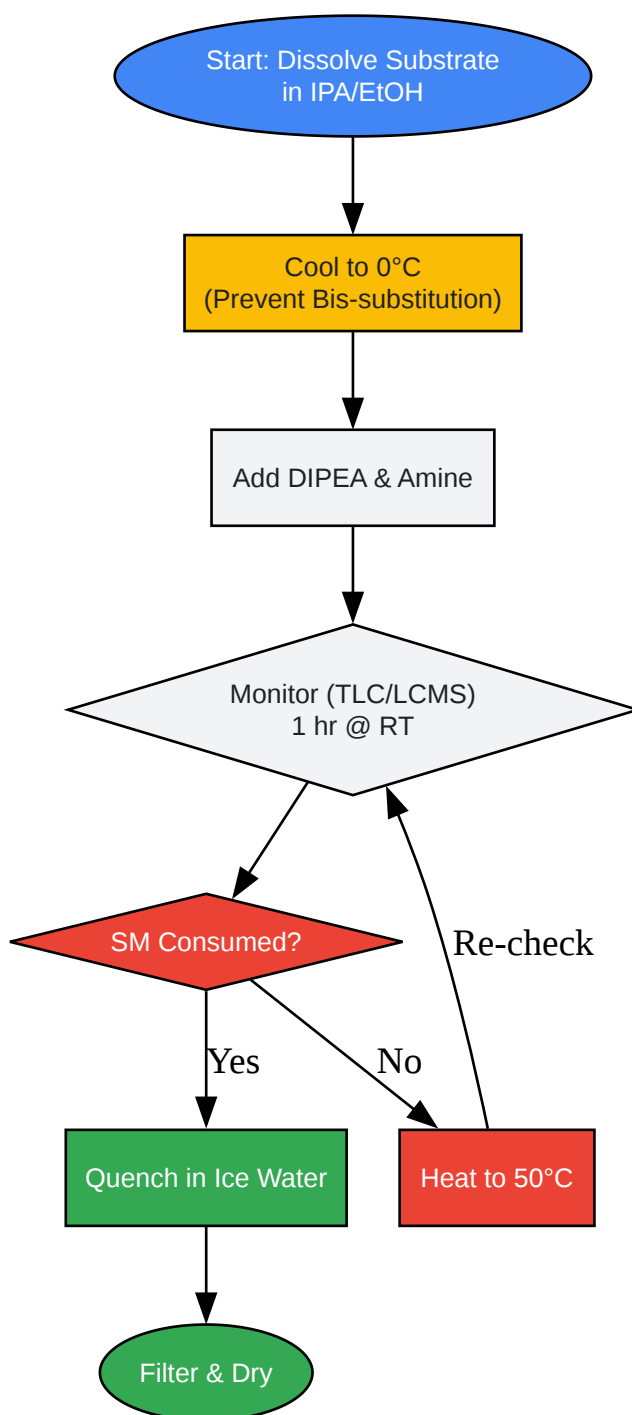 Start: Dissolve Substrate
in IPA/EtOH
Cool to 0°C
(Prevent Bis-substitution)
Add DIPEA & Amine
Monitor (TLC/LCMS)
1 hr @ RT
SM Consumed?
Re-check
Yes
No
Quench in Ice Water
Heat to 50°C
Filter & Dry